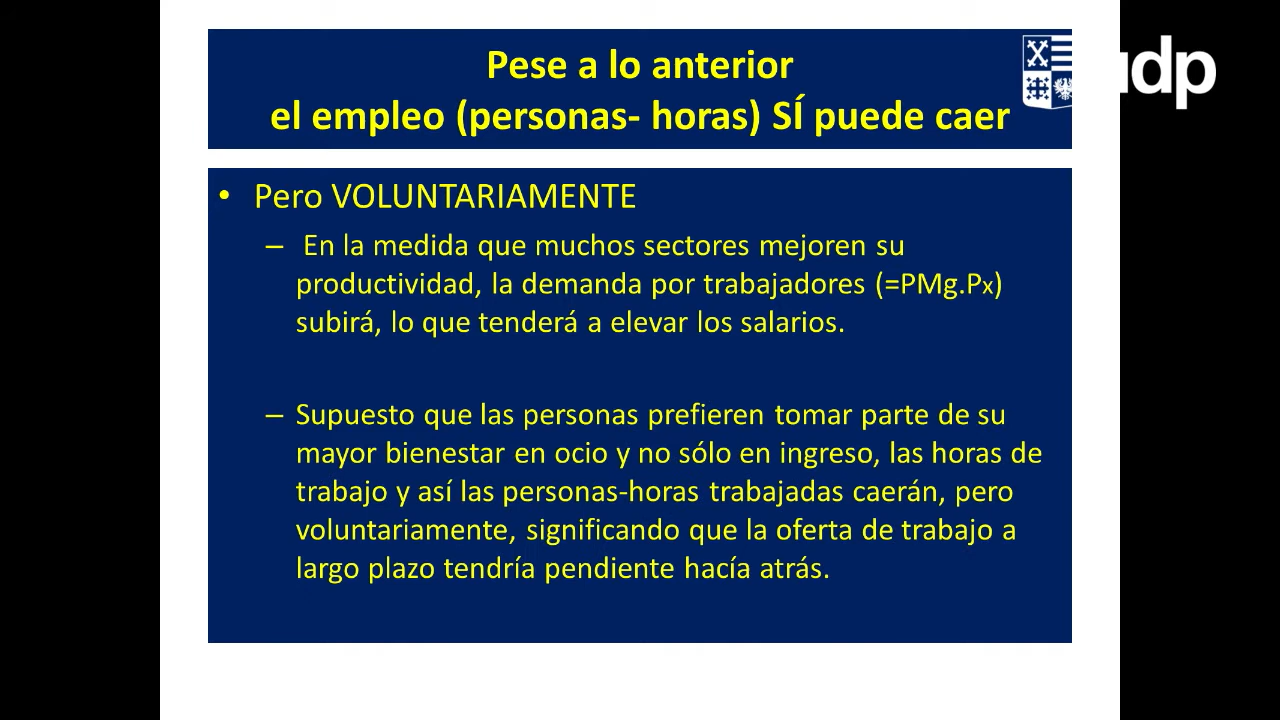 Pese a lo anterior
el empleo (personas- horas) SÍ puede caer
udp
• Pero VOLUNTARIAMENTE
– En la medida que muchos sectores mejoren su
productividad, la demanda por trabajadores (=PMg.Px)
subirá, lo que tenderá a elevar los salarios.
– Supuesto que las personas prefieren tomar parte de su
mayor bienestar en ocio y no sólo en ingreso, las horas de
trabajo y así las personas-horas trabajadas caerán, pero
voluntariamente, significando que la oferta de trabajo a
largo plazo tendría pendiente hacía atrás.